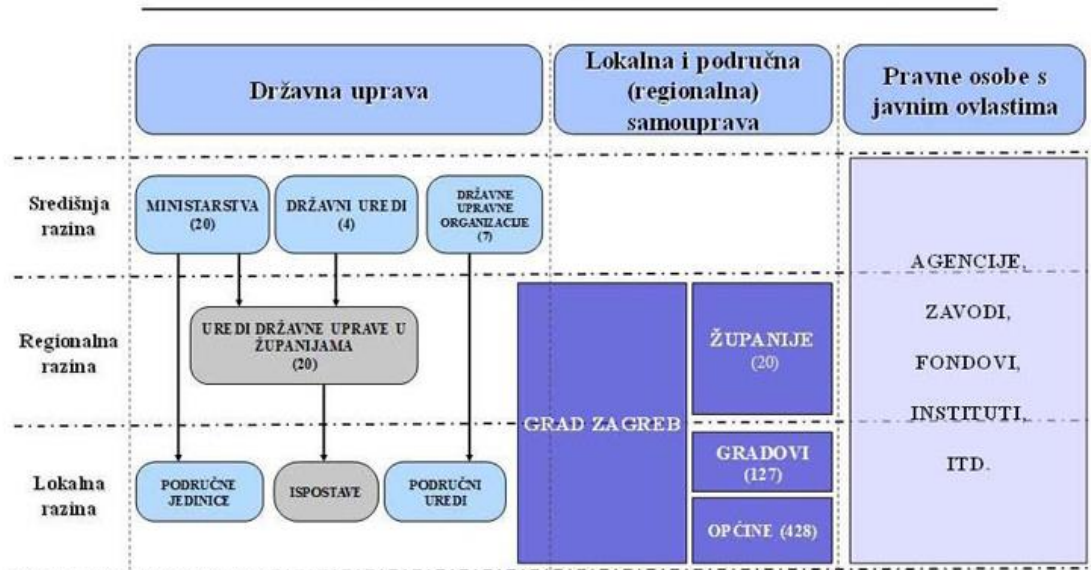 Državna uprava
Lokalna i područna
(regionalna)
samouprava
Pravne osobe s
javnim ovlastima
Središnja
razina
MINISTARSTVA
(20)
DRŽAVNI UREDI
(4)
DRŽAVNE
UPRAVNE
ORGANIZACIJE
(7)
Regionalna
razina
UREDI DRŽAVNE UPRAVE U
ŽUPANIJAMA
(20)
Lokalna
razina
PODRUČNE
JEDINICE
ISPOSTAVE
PODRUČNI
UREDI
GRAD ZAGREB
ŽUPANIJE
(20)
GRADOVI
(127)
OPĆINE (428)
AGENCIJE,
ZAVODI,
FONDOVI,
INSTITUTI,
ITD.